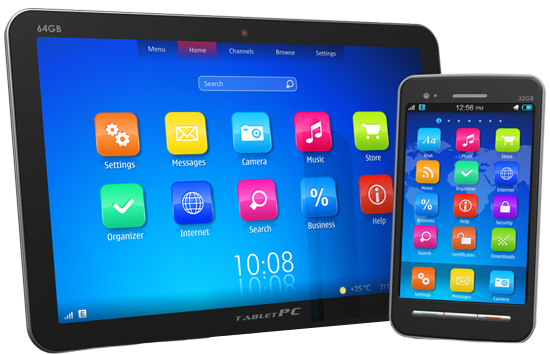 64GB
Menu Home Channels Browse Settings
Search
Settings Messages Camera Music Store
Organizer Internet Search Business Help
%
i
10:08
+25°C
E
TABLET PC
32GB
E 12:56 PM
Aa
Chat Music Store
News Organizer Internet
%
i
Business Help Security
Search Certificates Downloads
Settings Messages Camera